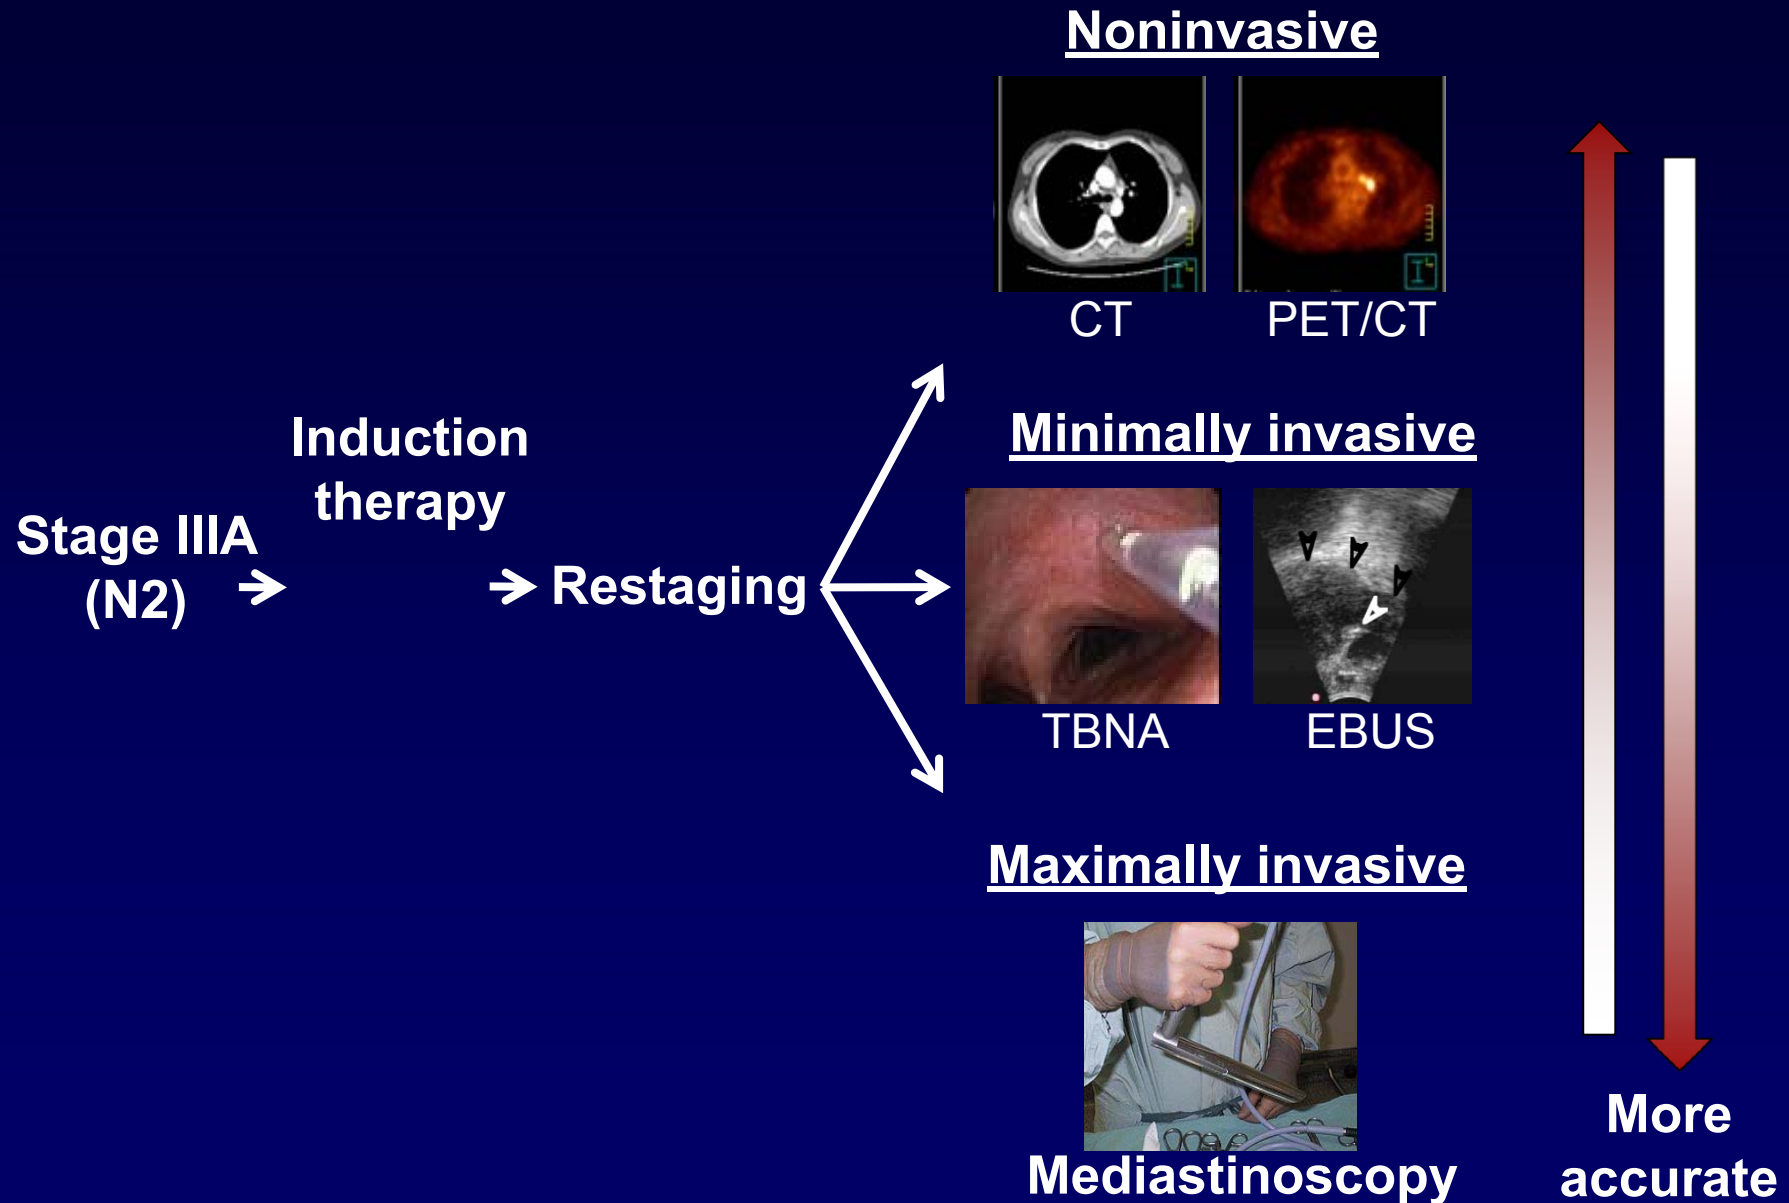 Noninvasive
CT
PET/CT
Induction
therapy
Stage IIIA
(N2)
Restaging
Minimally invasive
TBNA
EBUS
Maximally invasive
Mediastinoscopy
More
accurate